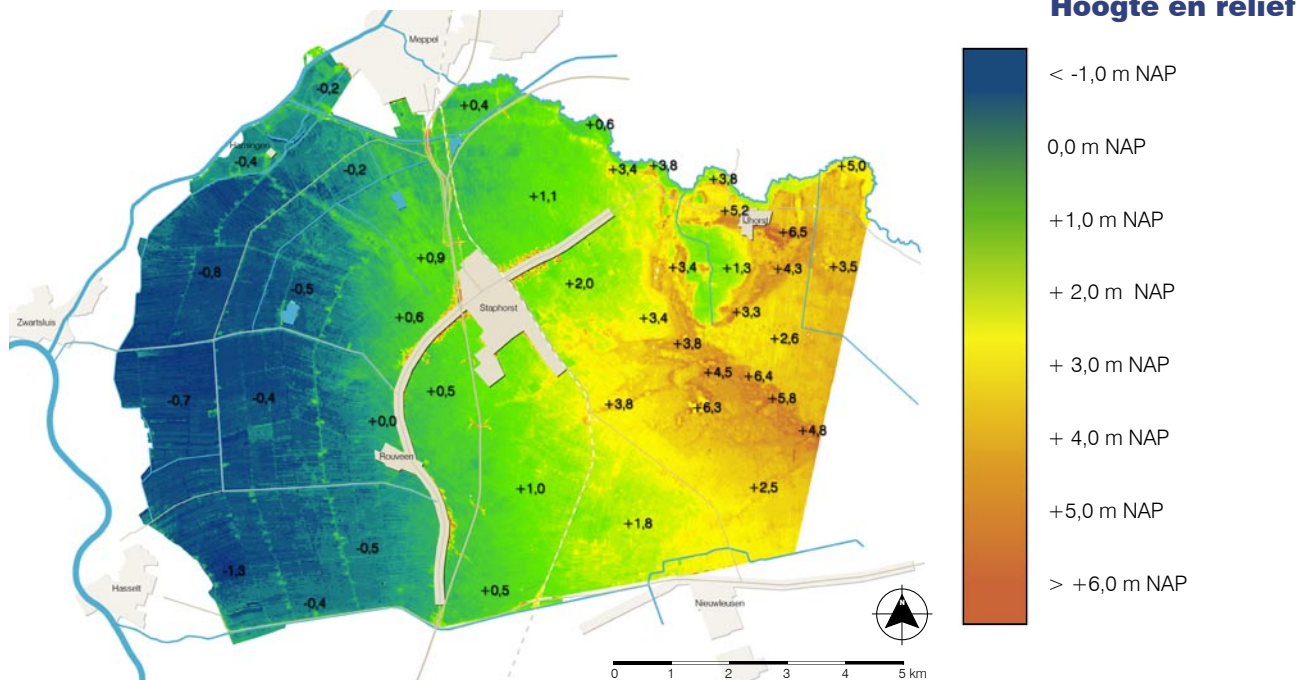 Hoogte en relief
< -1,0 m NAP
0,0 m NAP
+1,0 m NAP
+ 2,0 m NAP
+ 3,0 m NAP
+ 4,0 m NAP
+5,0 m NAP
> +6,0 m NAP
Meppel
-0,2
+0,4
+0,6
Hamingen
-0,4
-0,2
+3,4
+3,8
+3,8
+5,0
+1,1
+5,2
IJhorst
+6,5
+0,9
-0,8
+3,4
+1,3
+4,3
+3,5
-0,5
+2,0
Staphorst
Zwartsluis
+0,6
+3,4
+3,3
+3,8
+2,6
+4,5
+6,4
-0,7
-0,4
+0,5
+3,8
+6,3
+5,8
+0,0
+4,8
Rouveen
+1,0
+2,5
+1,8
-0,5
-1,3
Hasselt
-0,4
+0,5
Nieuwleusen
N
0 1 2 3 4 5 km